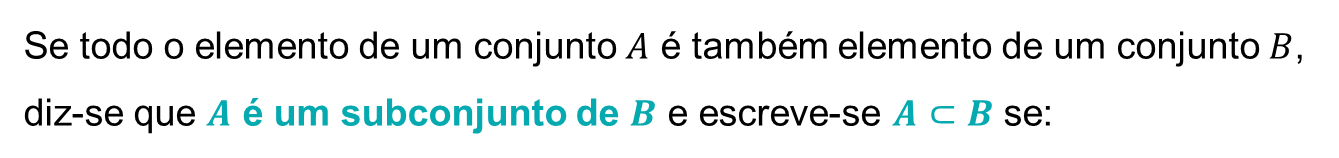 Se todo o elemento de um conjunto A é também elemento de um conjunto B,
diz-se que A é um subconjunto de B e escreve-se A ⊂ B se: